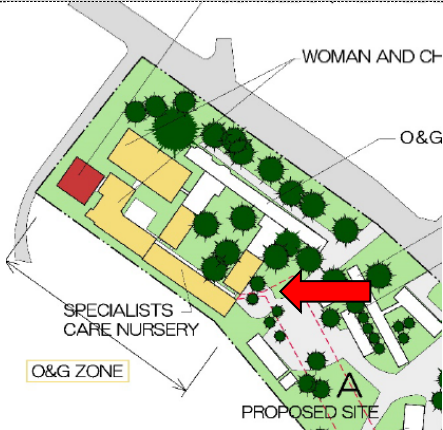 WOMAN AND CH
O&G
SPECIALISTS
CARE NURSERY
O&G ZONE
A
PROPOSED SITE